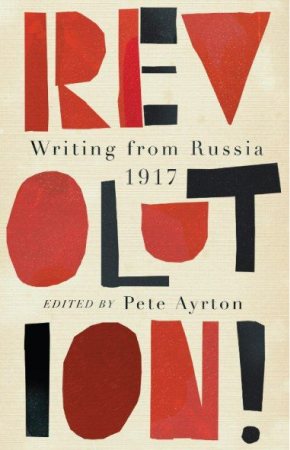 REV
Writing from Russia
1917
OLUT
EDITED BY Pete Ayrton
ION!